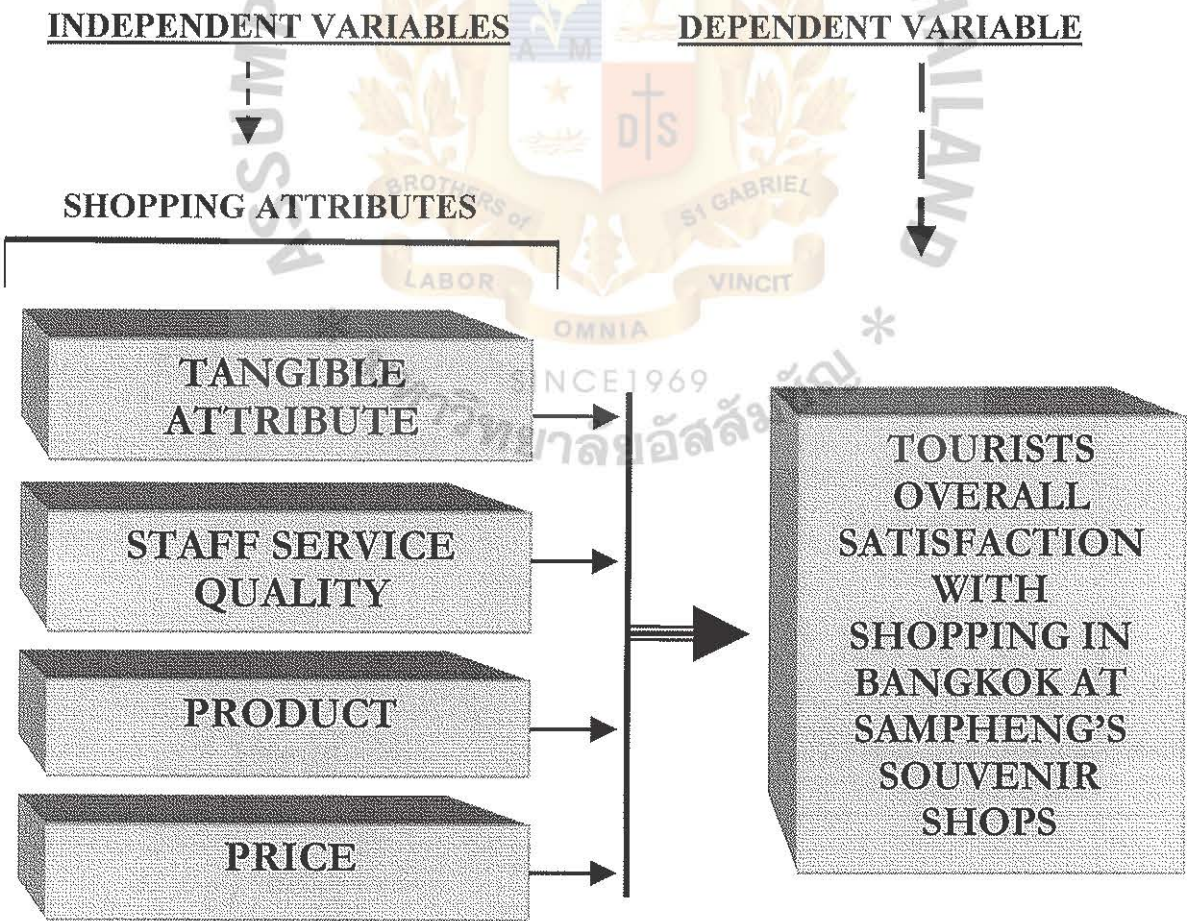 INDEPENDENT VARIABLES
DEPENDENT VARIABLE
SHOPPING ATTRIBUTES
TANGIBLE
ATTRIBUTE
STAFF SERVICE
QUALITY
PRODUCT
PRICE
TOURISTS
OVERALL
SATISFACTION
WITH
SHOPPING IN
BANGKOK AT
SAMPHENG'S
SOUVENIR
SHOPS
A M
D S
BROTHERS of
ST GABRIEL
LABOR
VINCIT
OMNIA
SINCE1969